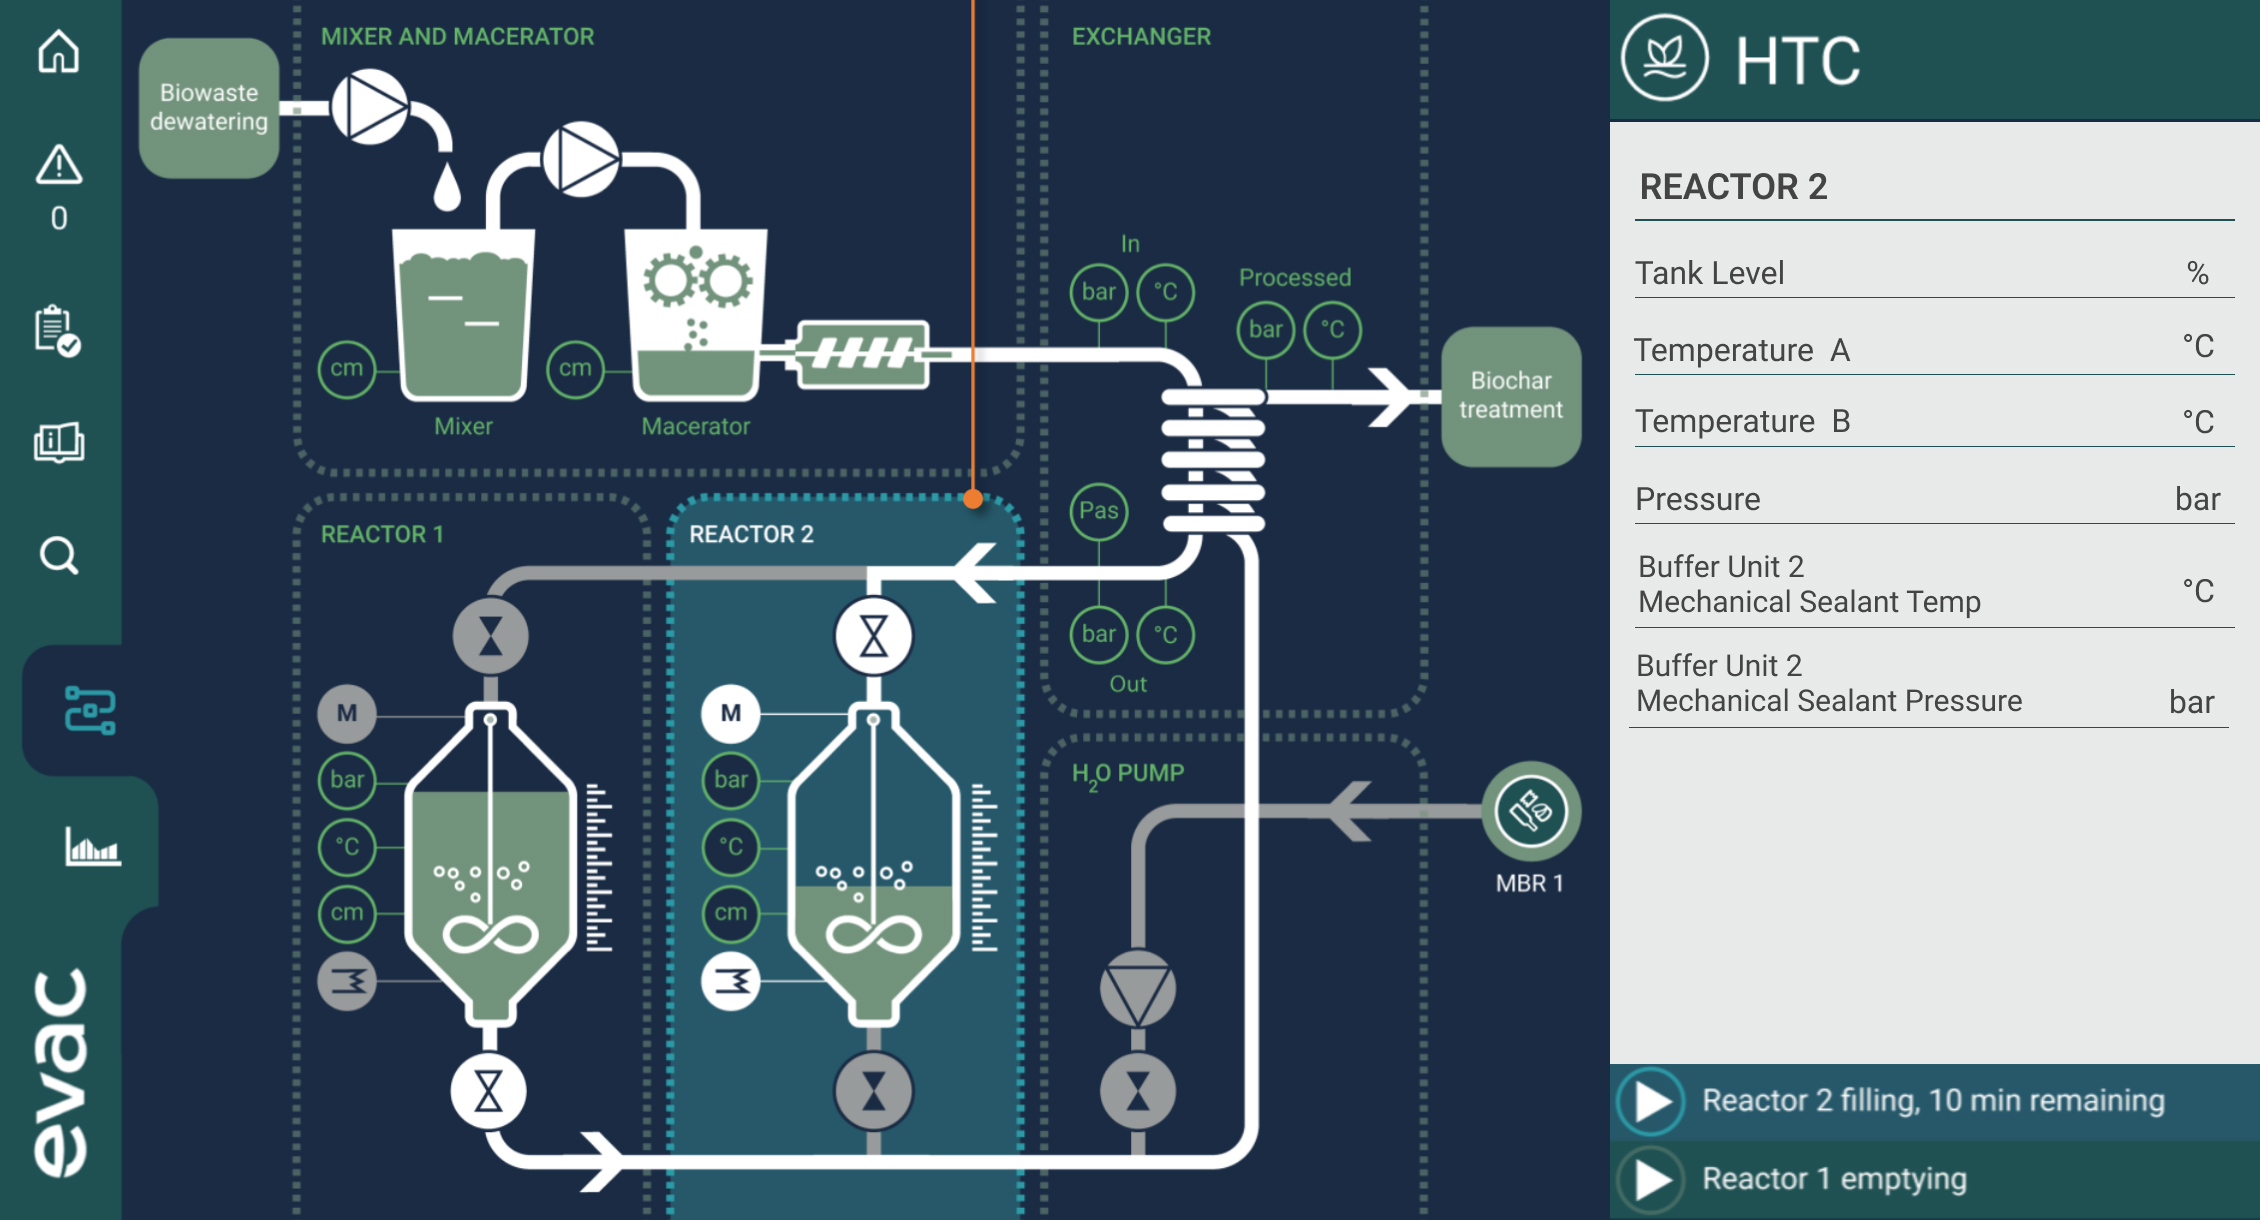 MIXER AND MACERATOR
EXCHANGER
HTC
Biowaste
dewatering
REACTOR 2
0
In
Processed
Tank Level %
bar °C
bar °C
Temperature A °C
cm
cm
Biochar
treatment
Mixer
Macerator
Temperature B °C
Pas
Pressure bar
REACTOR 1
REACTOR 2
Buffer Unit 2
Mechanical Sealant Temp °C
bar °C
Out
Buffer Unit 2
Mechanical Sealant Pressure bar
M
M
bar
bar
H2O PUMP
°C
°C
MBR 1
cm
cm
evac
Reactor 2 filling, 10 min remaining
Reactor 1 emptying